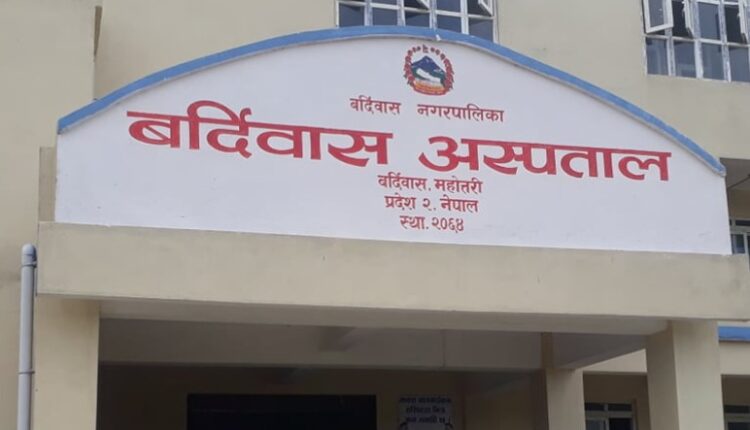 बर्दिवास नगरपालिका
बर्दिवास अस्पताल
बर्दिवास. महोतरी
प्रदेश २. नेपाल
स्था. २०६४